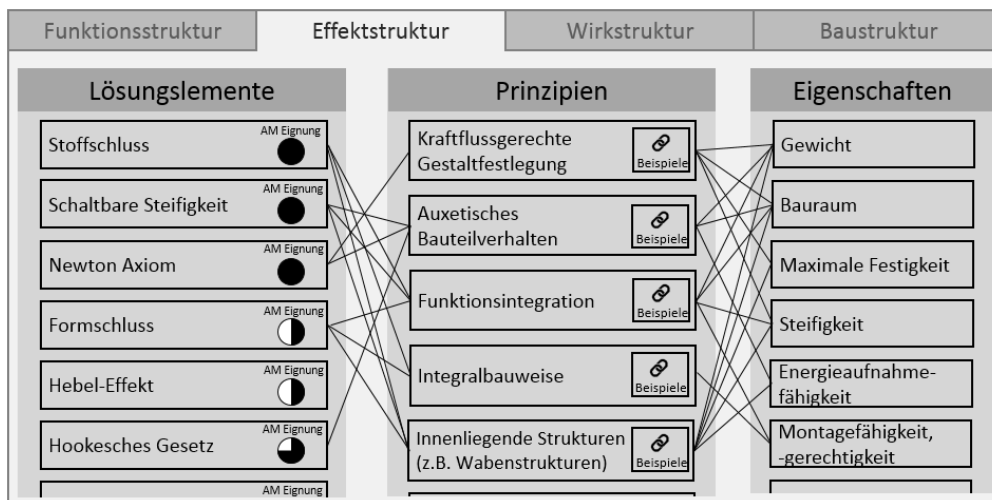 Funktionsstruktur
Effektstruktur
Wirkstruktur
Baustruktur
Lösungslemente
Stoffschluss
AM Eignung
Schaltbare Steifigkeit
AM Eignung
Newton Axiom
AM Eignung
Formschluss
AM Eignung
Hebel-Effekt
AM Eignung
Hookesches Gesetz
AM Eignung
AM Eignung
Prinzipien
Kraftflussgerechte
Gestaltfestlegung
Beispiele
Auxetisches
Bauteilverhalten
Beispiele
Funktionsintegration
Beispiele
Integralbauweise
Beispiele
Innenliegende Strukturen
(z.B. Wabenstrukturen)
Beispiele
Eigenschaften
Gewicht
Bauraum
Maximale Festigkeit
Steifigkeit
Energieaufnahme-
fähigkeit
Montagefähigkeit,
-gerechtigkeit